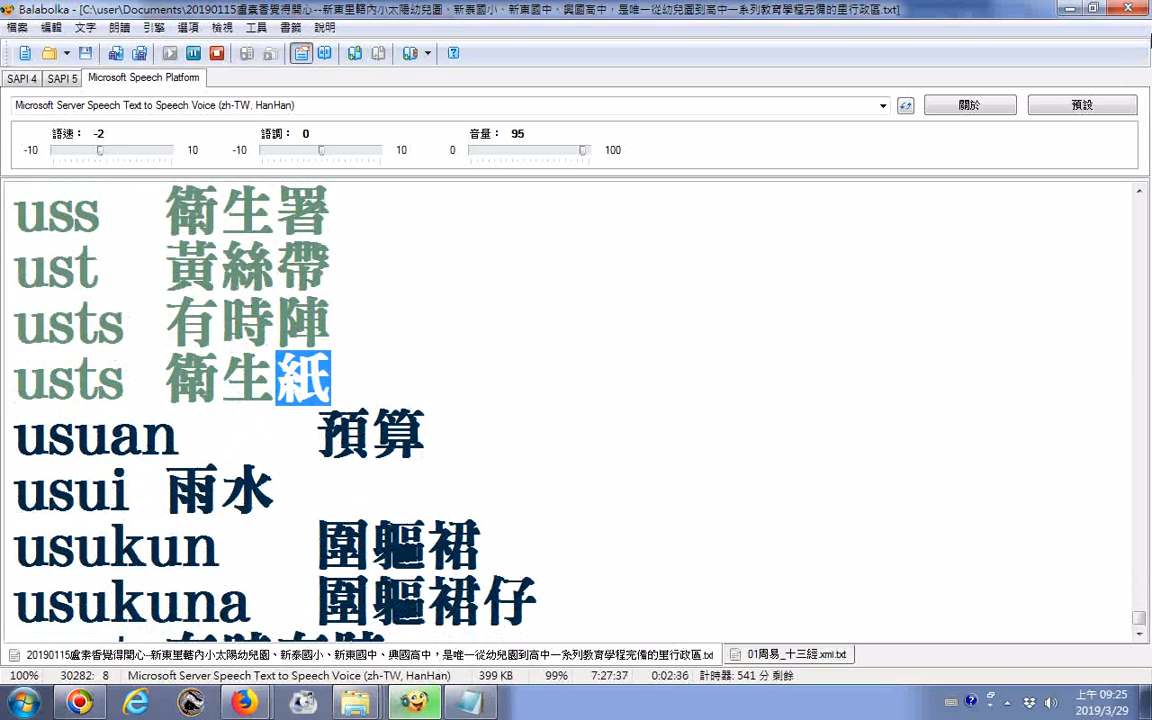 Balabolka - [C:\user\Documents\20190115盧素香覺得開心--新東里轄內小太陽幼兒園、新泰國小、新東國中、興國高中，是唯一從幼兒園到高中一系列教育學程完備的里行政區.txt]
檔案 編輯 文字 朗讀 引擎 選項 檢視 工具 書籤 說明
SAPI 4 SAPI 5 Microsoft Speech Platform
Microsoft Server Speech Text to Speech Voice (zh-TW, HanHan) 關於 預設
語速： -2 語調： 0 音量： 95
-10 10 -10 10 0 100
uss 衛生署
ust 黃絲帶
usts 有時陣
usts 衛生紙
usuan 預算
usui 雨水
usukun 圍軀裙
usukuna 圍軀裙仔
20190115盧素香覺得開心--新東里轄內小太陽幼兒園、新泰國小、新東國中、興國高中，是唯一從幼兒園到高中一系列教育學程完備的里行政區.txt 01周易_十三經.xml.txt
100% 30282: 8 Microsoft Server Speech Text to Speech Voice (zh-TW, HanHan) 399 KB 99% 7:27:37 0:02:36 計時器: 541 分 剩餘
上午 09:25
2019/3/29